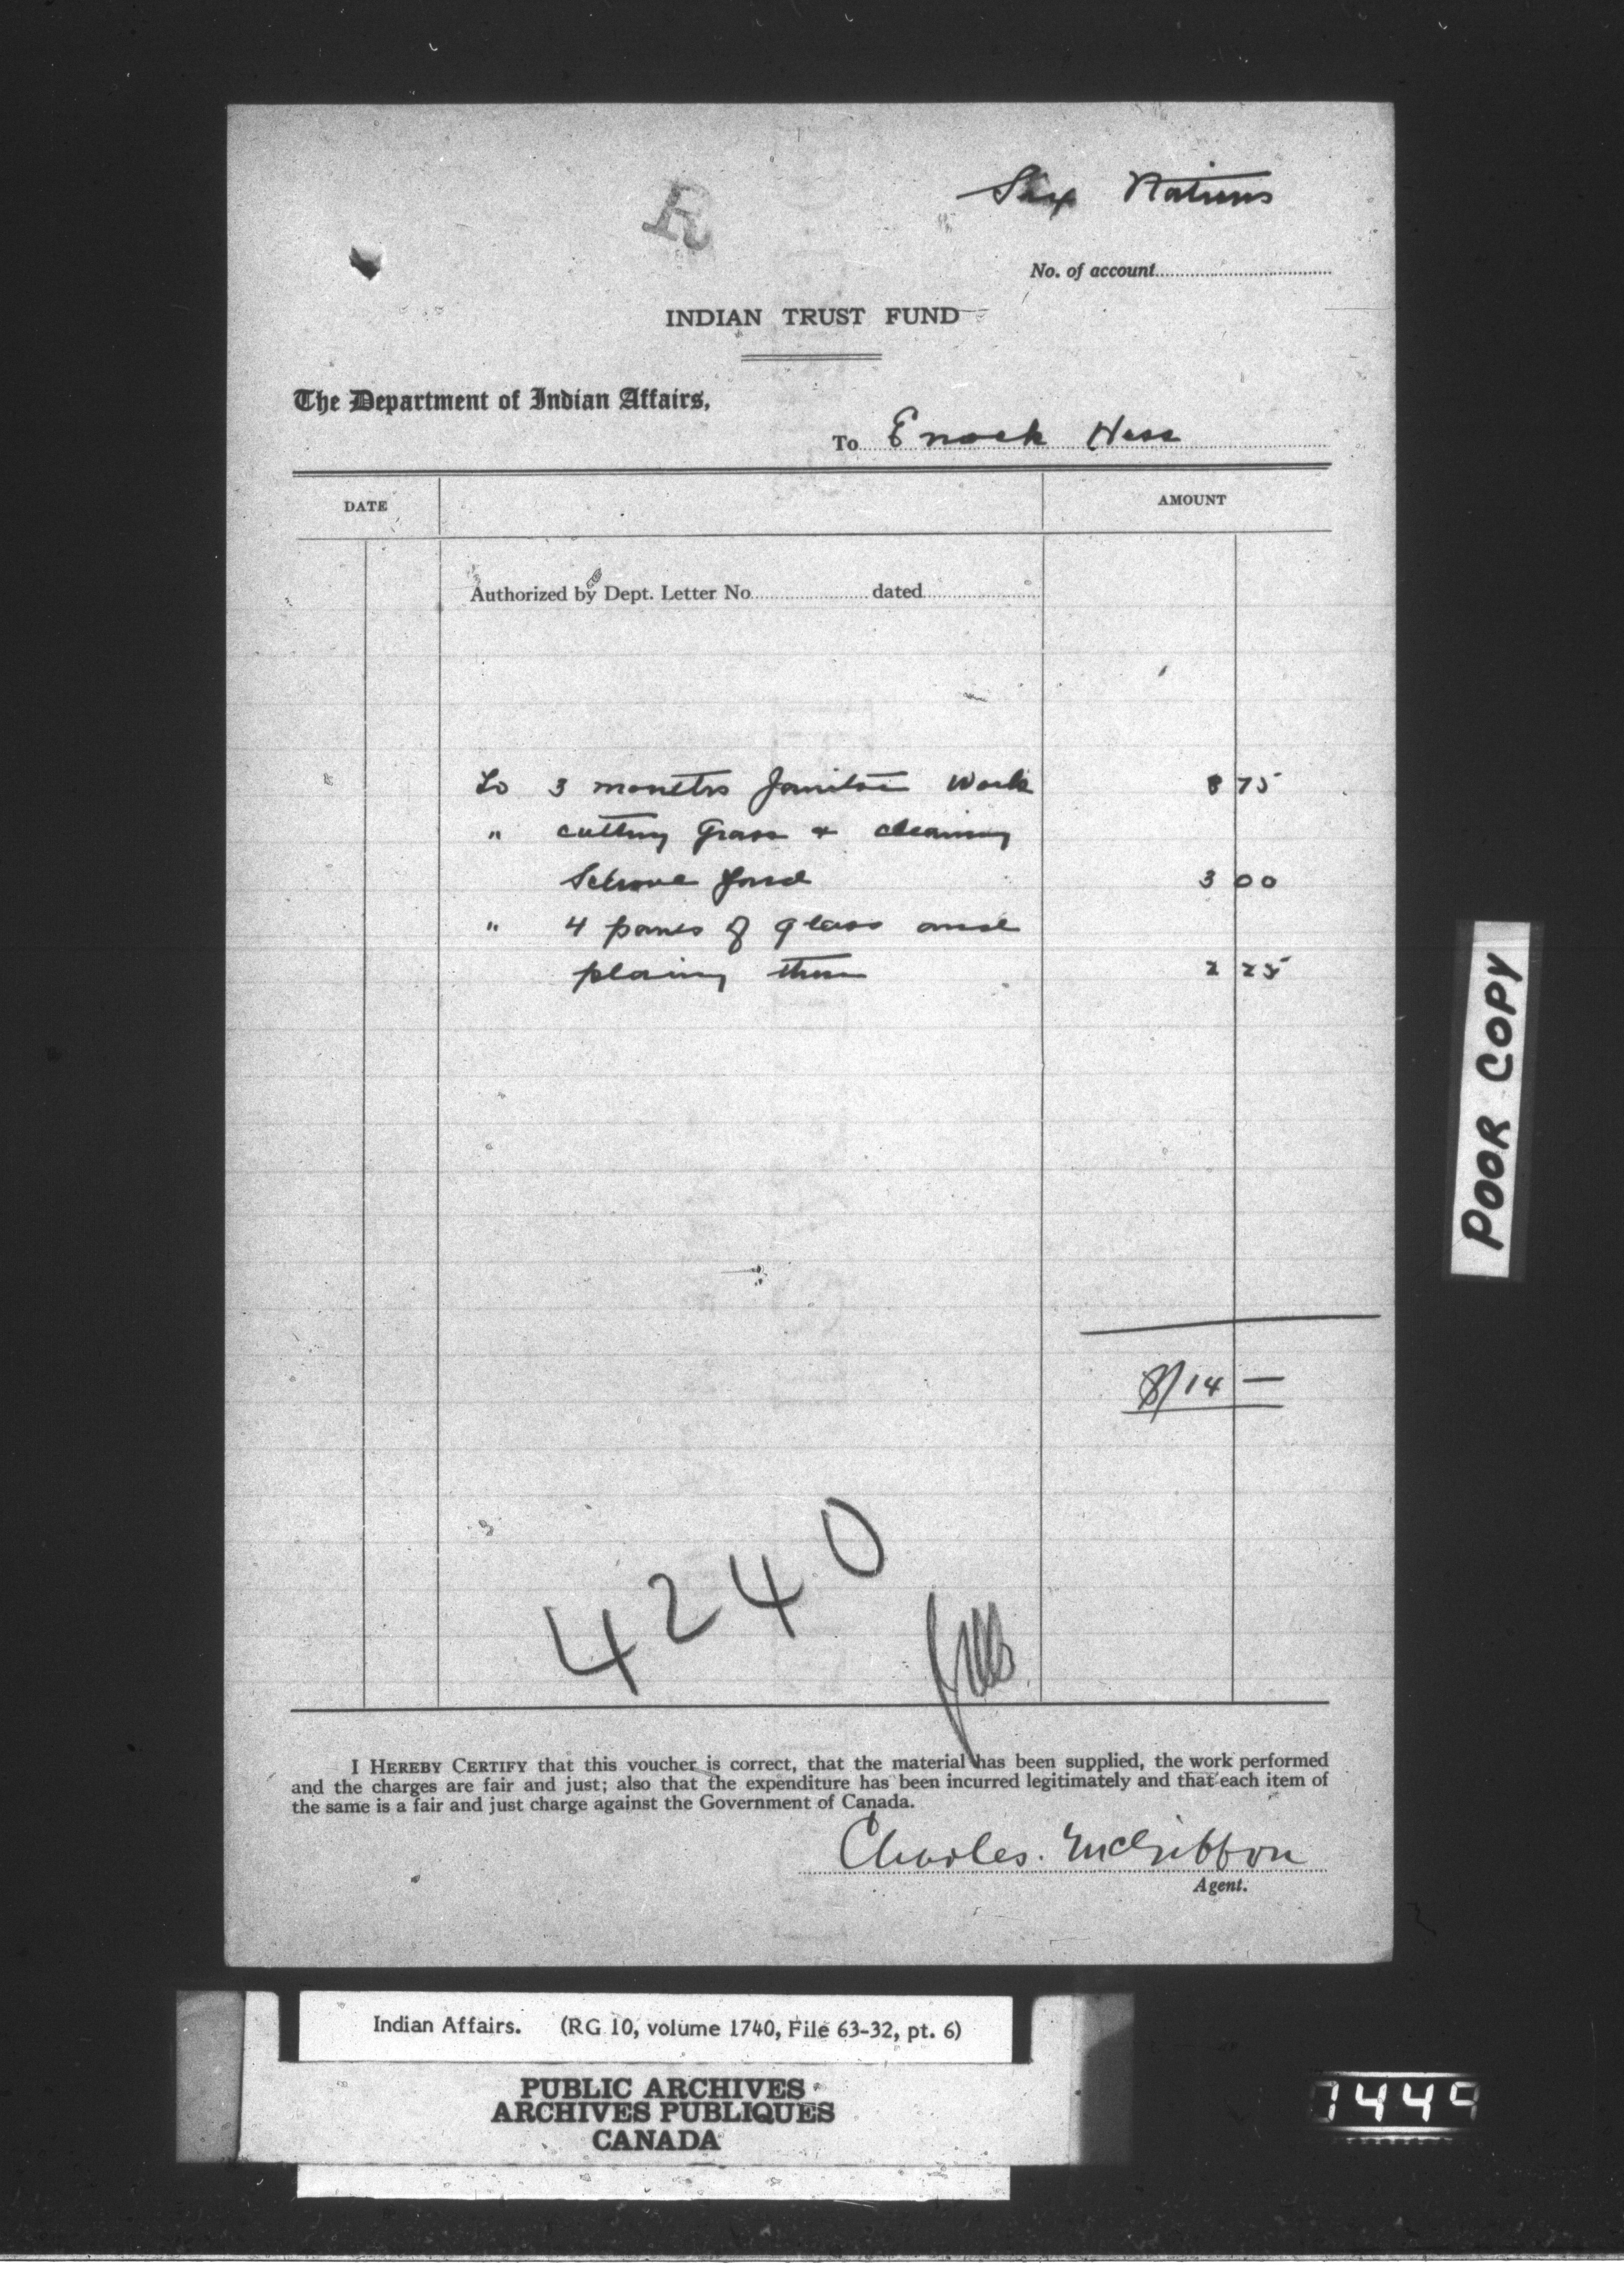 R
Six Nations
No. of account
INDIAN TRUST FUND
The Department of Indian Affairs,
To Enoch Hess
DATE AMOUNT
Authorized by Dept. Letter No. dated
To 3 months Janitor Work 8 75
" cutting Grass & cleaning
School yard 3 00
" 4 panes of glass and
placing them 2 25
$14 —
4240
I HEREBY CERTIFY that this voucher is correct, that the material has been supplied, the work performed
and the charges are fair and just; also that the expenditure has been incurred legitimately and that each item of
the same is a fair and just charge against the Government of Canada.
Charles. McGibbon
Agent.
POOR COPY
Indian Affairs. (RG 10, volume 1740, File 63-32, pt. 6)
PUBLIC ARCHIVES
ARCHIVES PUBLIQUES
CANADA